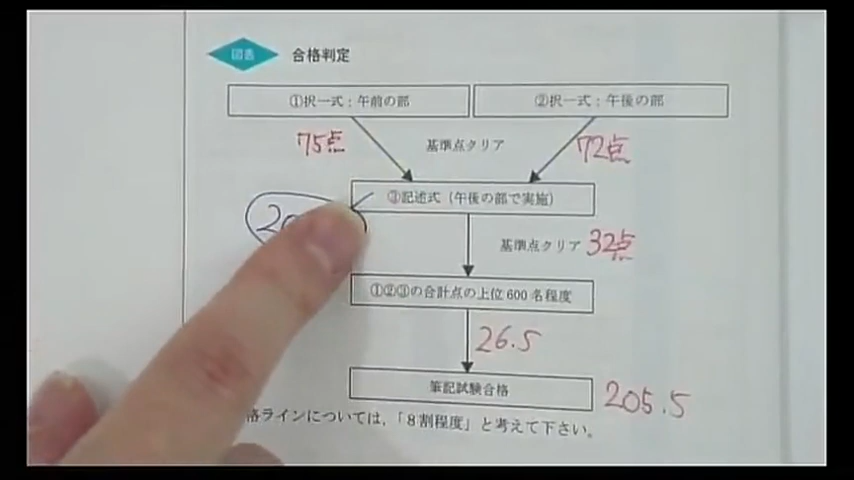 図表 合格判定
①択一式：午前の部 ②択一式：午後の部
75点 基準点クリア 72点
③記述式（午後の部で実施）
基準点クリア 32点
①②③の合計点の上位600名程度
26.5
筆記試験合格 205.5
格ラインについては、「8割程度」と考えて下さい。